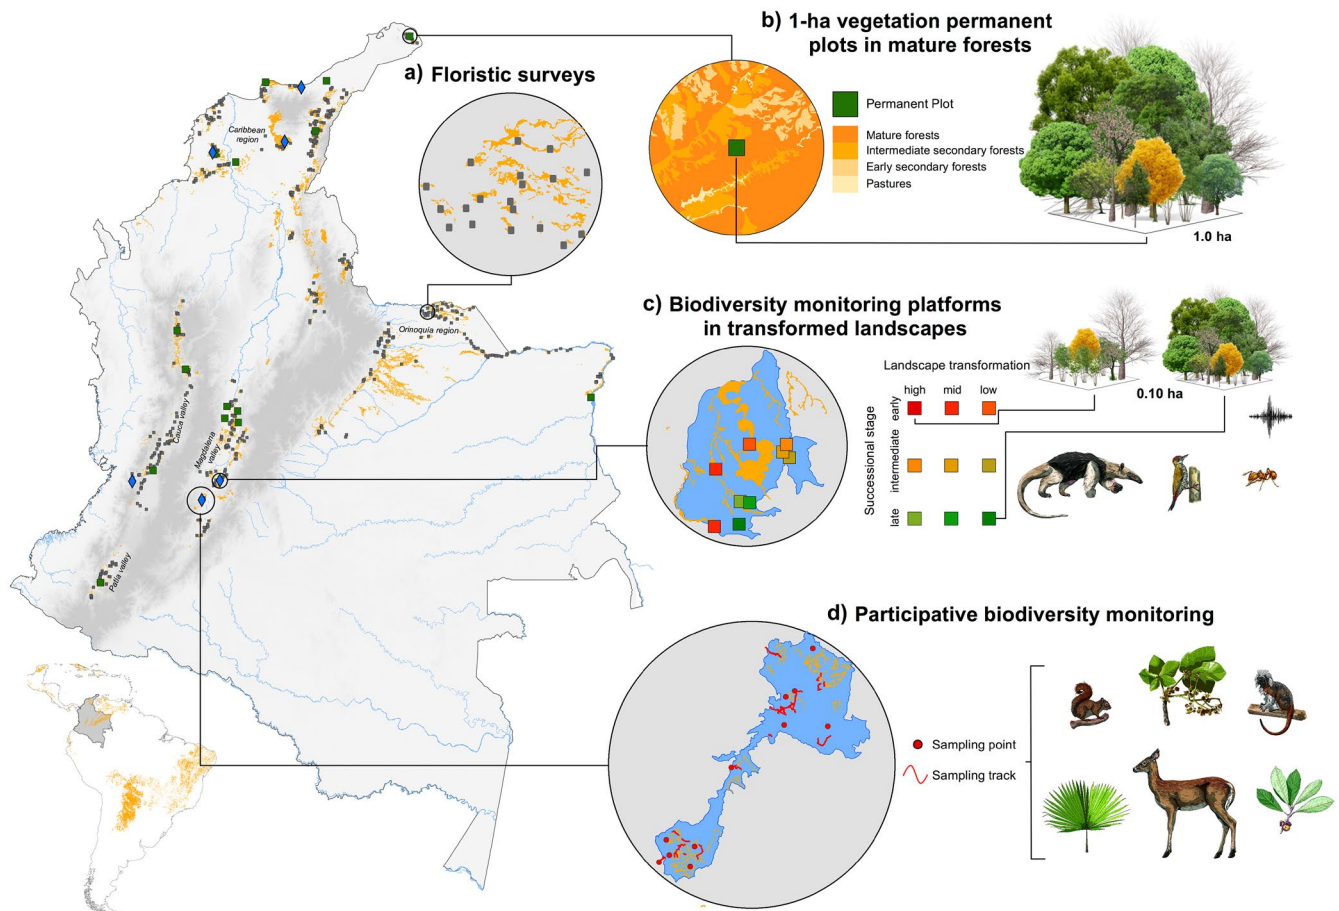 a) Floristic surveys
b) 1-ha vegetation permanent
plots in mature forests
Permanent Plot
Mature forests
Intermediate secondary forests
Early secondary forests
Pastures
1.0 ha
Caribbean
region
Orinoquia region
Cauca valley
Magdalena
valley
Patía valley
c) Biodiversity monitoring platforms
in transformed landscapes
Landscape transformation
high mid low
Successional stage
early
intermediate
late
0.10 ha
d) Participative biodiversity monitoring
Sampling point
Sampling track